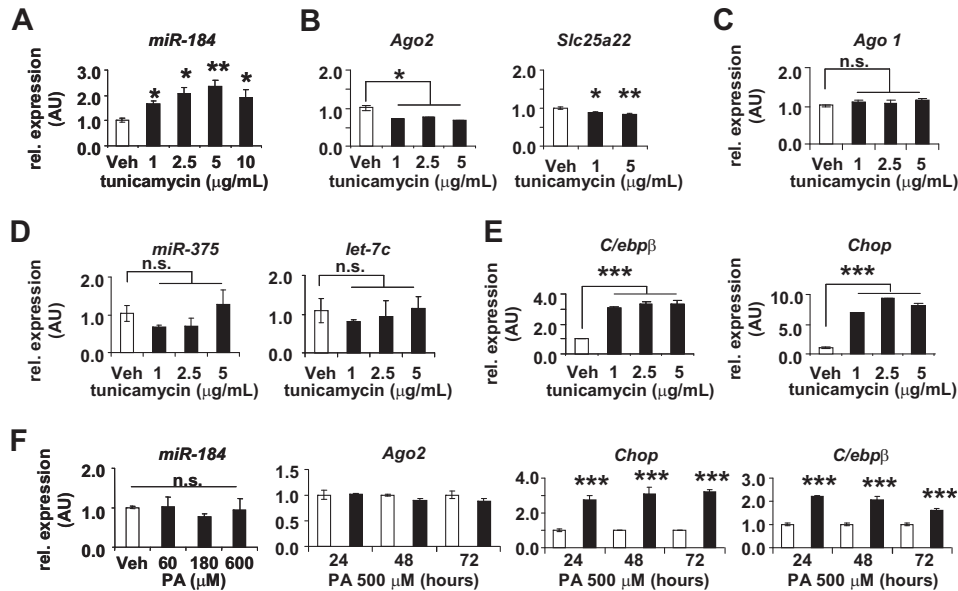 A
miR-184
rel. expression
(AU)
3.0
2.0
1.0
0.0
* * ** *
Veh 1 2.5 5 10
tunicamycin (μg/mL)
B
Ago2
2.0
1.0
0.0
*
Veh 1 2.5 5
tunicamycin (μg/mL)
Slc25a22
2.0
1.0
0.0
* **
Veh 1 5
C
Ago 1
rel. expression
(AU)
2.0
1.0
0.0
n.s.
Veh 1 2.5 5
tunicamycin (μg/mL)
D
miR-375
rel. expression
(AU)
2.0
1.0
0.0
n.s.
Veh 1 2.5 5
tunicamycin (μg/mL)
let-7c
2.0
1.0
0.0
n.s.
Veh 1 2.5 5
tunicamycin (μg/mL)
E
C/ebpβ
rel. expression
(AU)
4.0
2.0
0.0
***
Veh 1 2.5 5
tunicamycin (μg/mL)
Chop
rel. expression
(AU)
10.0
5.0
0.0
***
Veh 1 2.5 5
tunicamycin (μg/mL)
F
miR-184
rel. expression
(AU)
2.0
1.0
0.0
n.s.
Veh 60 180 600
PA (μM)
Ago2
1.5
1.0
0.5
0.0
24 48 72
PA 500 μM (hours)
Chop
4.0
2.0
0.0
*** *** ***
24 48 72
PA 500 μM (hours)
C/ebpβ
3.0
2.0
1.0
0.0
*** *** ***
24 48 72
PA 500 μM (hours)